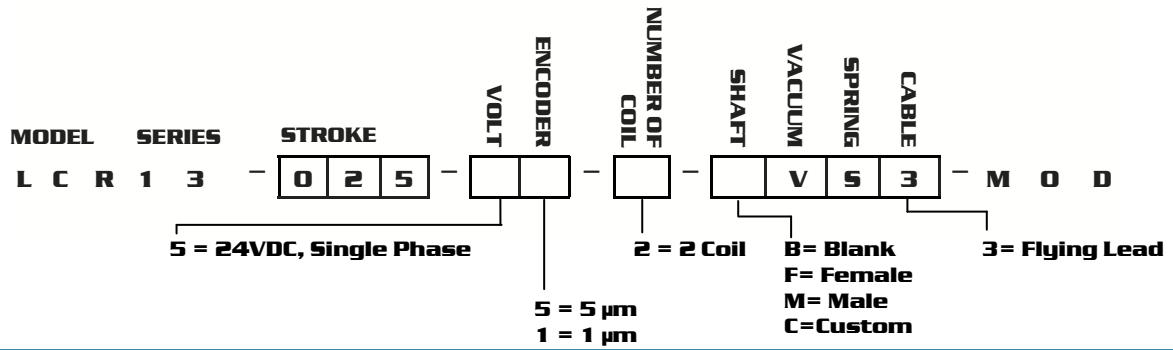 VOLT
ENCODER
NUMBER OF
COIL
SHAFT
VACUUM
SPRING
CABLE
MODEL SERIES STROKE
L C R 1 3 - 0 2 5 - - - V S 3 - M O D
5 = 24VDC, Single Phase
2 = 2 Coil
B= Blank
3= Flying Lead
F= Female
M= Male
C=Custom
5 = 5 µm
1 = 1 µm